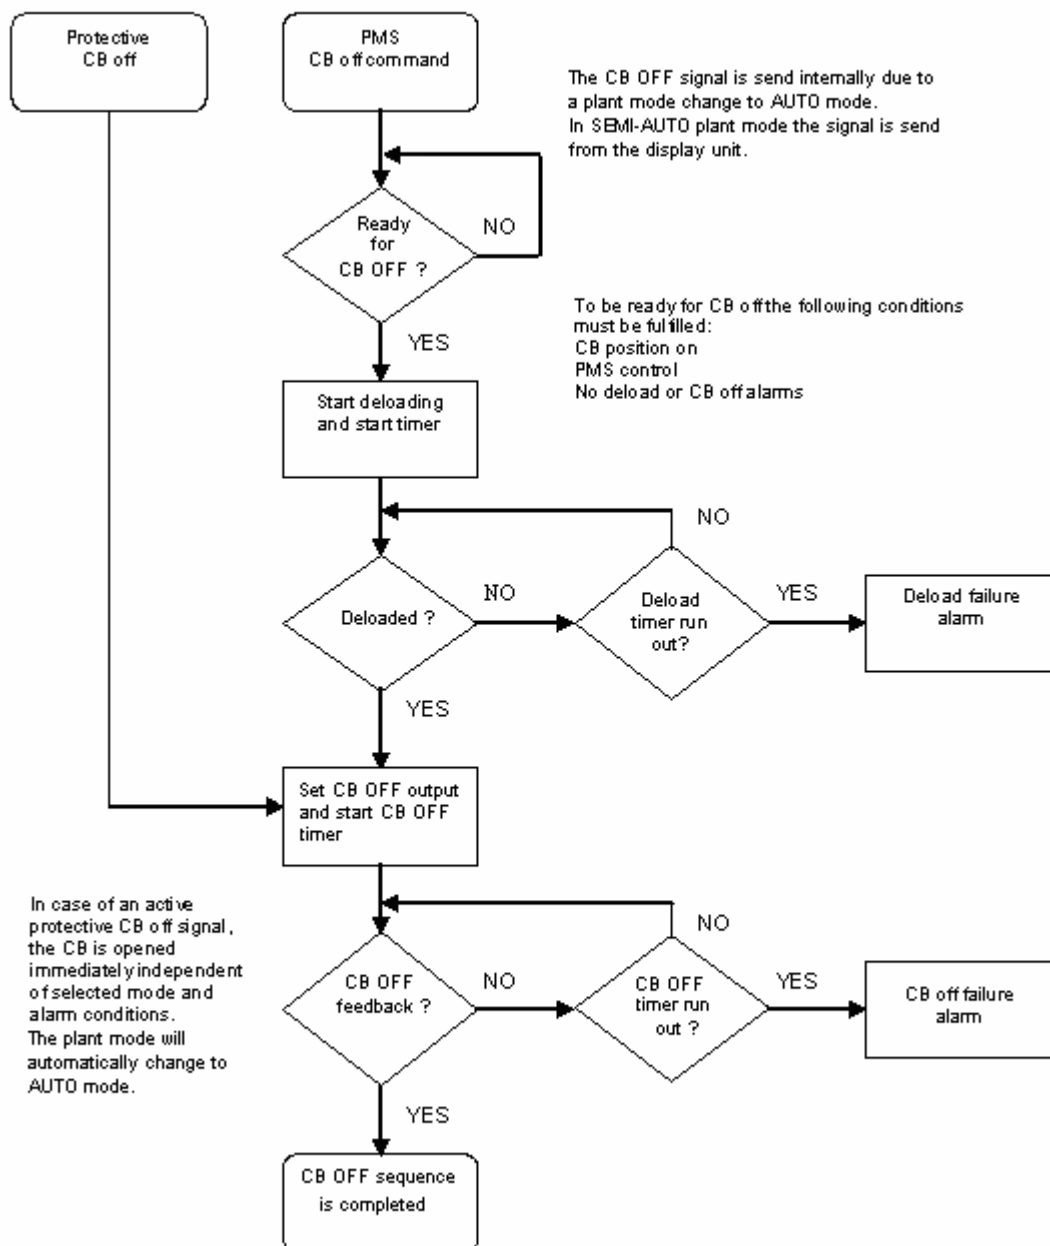 Protective
CB off
PMS
CB off command
The CB OFF signal is send internally due to
a plant mode change to AUTO mode.
In SEMI-AUTO plant mode the signal is send
from the display unit.
Ready
for
CB OFF ?
NO
YES
To be ready for CB off the following conditions
must be fulfilled:
CB position on
PMS control
No deload or CB off alarms
Start deloading
and start timer
NO
Deloaded ?
NO
Deload
timer run
out?
YES
Deload failure
alarm
YES
Set CB OFF output
and start CB OFF
timer
In case of an active
protective CB off signal,
the CB is opened
immediately independent
of selected mode and
alarm conditions.
The plant mode will
automatically change to
AUTO mode.
NO
CB OFF
feedback ?
NO
CB OFF
timer run
out ?
YES
CB off failure
alarm
YES
CB OFF sequence
is completed